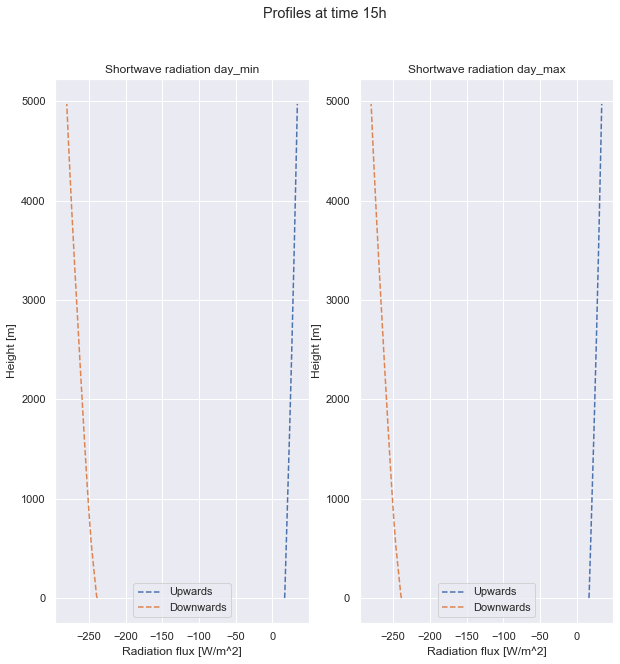 Profiles at time 15h
Shortwave radiation day_min
5000
4000
3000
2000
1000
0
Height [m]
Upwards
Downwards
−250 −200 −150 −100 −50 0
Radiation flux [W/m^2]
Shortwave radiation day_max
5000
4000
3000
2000
1000
0
Height [m]
Upwards
Downwards
−250 −200 −150 −100 −50 0
Radiation flux [W/m^2]